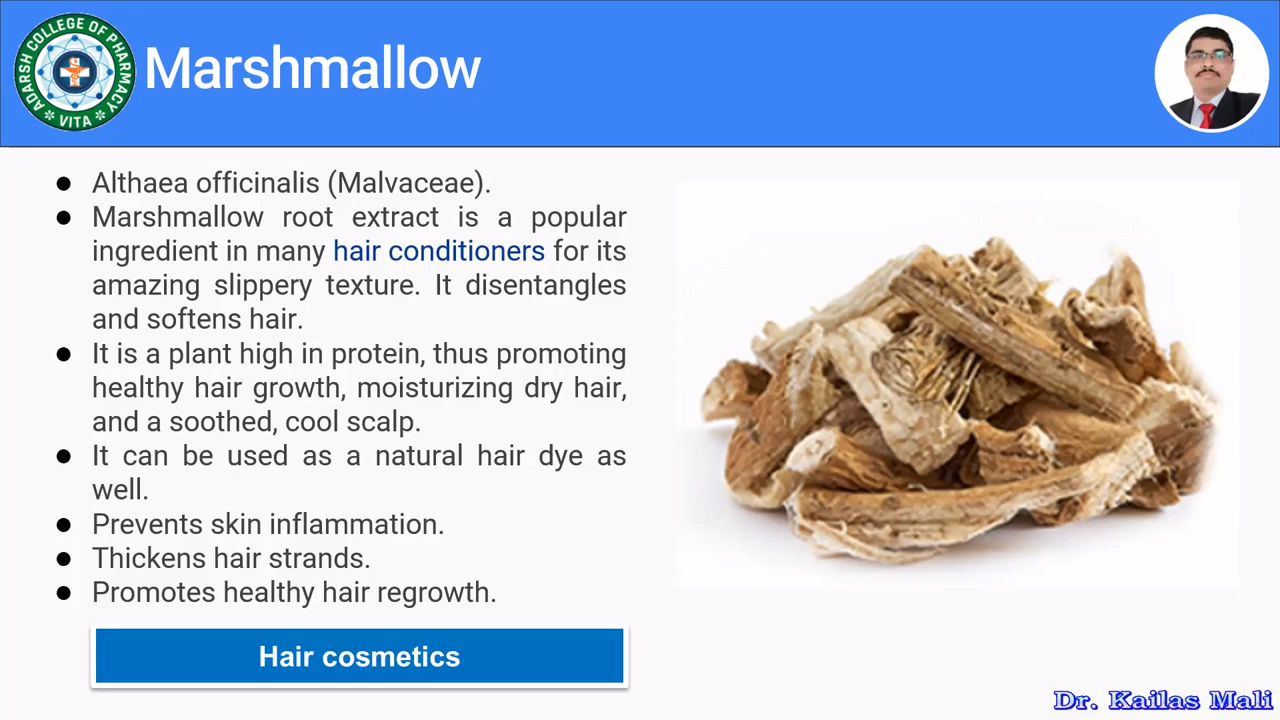 ADARSH COLLEGE OF PHARMACY
VITA
Marshmallow
● Althaea officinalis (Malvaceae).
● Marshmallow root extract is a popular
ingredient in many hair conditioners for its
amazing slippery texture. It disentangles
and softens hair.
● It is a plant high in protein, thus promoting
healthy hair growth, moisturizing dry hair,
and a soothed, cool scalp.
● It can be used as a natural hair dye as
well.
● Prevents skin inflammation.
● Thickens hair strands.
● Promotes healthy hair regrowth.
Hair cosmetics
Dr. Kailas Mali